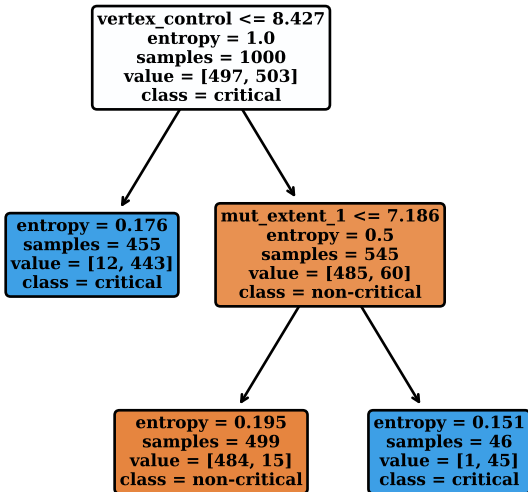 vertex_control <= 8.427
entropy = 1.0
samples = 1000
value = [497, 503]
class = critical
entropy = 0.176
samples = 455
value = [12, 443]
class = critical
mut_extent_1 <= 7.186
entropy = 0.5
samples = 545
value = [485, 60]
class = non-critical
entropy = 0.195
samples = 499
value = [484, 15]
class = non-critical
entropy = 0.151
samples = 46
value = [1, 45]
class = critical